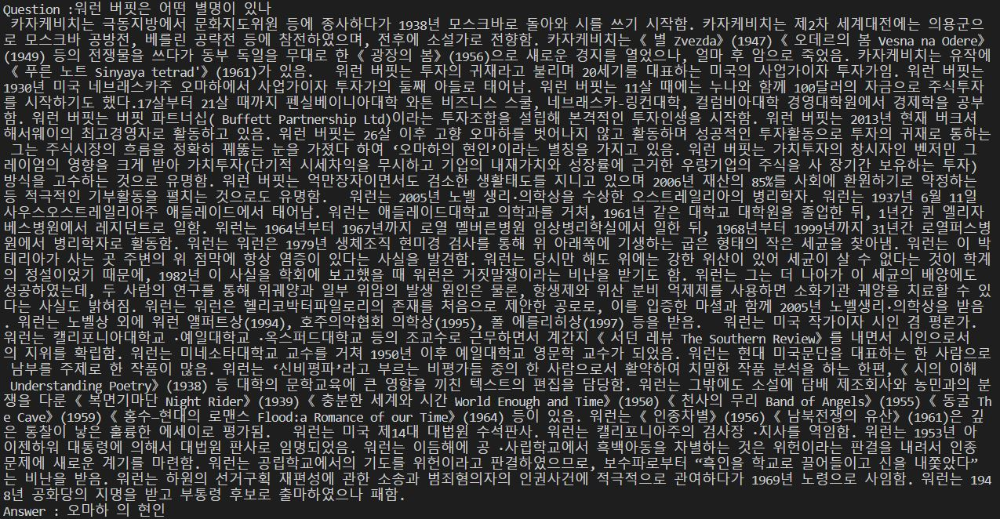 Question :워런 버핏은 어떤 별명이 있나
카자케비치는 극동지방에서 문화지도위원 등에 종사하다가 1938년 모스크바로 돌아와 시를 쓰기 시작함. 카자케비치는 제2차 세계대전에는 의용군으
로 모스크바 공방전, 베를린 공략전 등에 참전하였으며, 전후에 소설가로 전향함. 카자케비치는《 별 Zvezda》(1947)《 오데르의 봄 Vesna na Odere》
(1949) 등의 전쟁물을 쓰다가 동부 독일을 무대로 한《 광장의 봄》(1956)으로 새로운 경지를 열었으나, 얼마 후 암으로 죽었음. 카자케비치는 유작에
《 푸른 노트 Sinyaya tetrad'》(1961)가 있음.   워런 버핏는 투자의 귀재라고 불리며 20세기를 대표하는 미국의 사업가이자 투자가임. 워런 버핏는
1930년 미국 네브래스카주 오마하에서 사업가이자 투자가의 둘째 아들로 태어남. 워런 버핏는 11살 때에는 누나와 함께 100달러의 자금으로 주식투자
를 시작하기도 했다.17살부터 21살 때까지 펜실베이니아대학 와튼 비즈니스 스쿨, 네브래스카-링컨대학, 컬럼비아대학 경영대학원에서 경제학을 공부
함. 워런 버핏는 버핏 파트너십( Buffett Partnership Ltd)이라는 투자조합을 설립해 본격적인 투자인생을 시작함. 워런 버핏는 2013년 현재 버크셔
해서웨이의 최고경영자로 활동하고 있음. 워런 버핏는 26살 이후 고향 오마하를 벗어나지 않고 활동하며 성공적인 투자활동으로 투자의 귀재로 통하는
그는 주식시장의 흐름을 정확히 꿰뚫는 눈을 가졌다 하여 ‘오마하의 현인’이라는 별칭을 가지고 있음. 워런 버핏는 가치투자의 창시자인 벤저민 그
레이엄의 영향을 크게 받아 가치투자(단기적 시세차익을 무시하고 기업의 내재가치와 성장률에 근거한 우량기업의 주식을 사 장기간 보유하는 투자)
방식을 고수하는 것으로 유명함. 워런 버핏는 억만장자이면서도 검소한 생활태도를 지니고 있으며 2006년 재산의 85%를 사회에 환원하기로 약정하는
등 적극적인 기부활동을 펼치는 것으로도 유명함.   워런는 2005년 노벨 생리·의학상을 수상한 오스트레일리아의 병리학자. 워런는 1937년 6월 11일
사우스오스트레일리아주 애들레이드에서 태어남. 워런는 애들레이드대학교 의학과를 거쳐, 1961년 같은 대학교 대학원을 졸업한 뒤, 1년간 퀸 엘리자
베스병원에서 레지던트로 일함. 워런는 1964년부터 1967년까지 로열 멜버른병원 임상병리학실에서 일한 뒤, 1968년부터 1999년까지 31년간 로열퍼스병
원에서 병리학자로 활동함. 워런는 워런은 1979년 생체조직 현미경 검사를 통해 위 아래쪽에 기생하는 굽은 형태의 작은 세균을 찾아냄. 워런는 이 박
테리아가 사는 곳 주변의 위 점막에 항상 염증이 있다는 사실을 발견함. 워런는 당시만 해도 위에는 강한 위산이 있어 세균이 살 수 없다는 것이 학계
의 정설이었기 때문에, 1982년 이 사실을 학회에 보고했을 때 워런은 거짓말쟁이라는 비난을 받기도 함. 워런는 그는 더 나아가 이 세균의 배양에도
성공하였는데, 두 사람의 연구를 통해 위궤양과 일부 위암의 발생 원인은 물론, 항생제와 위산 분비 억제제를 사용하면 소화기관 궤양을 치료할 수 있
다는 사실도 밝혀짐. 워런는 워런은 헬리코박터파일로리의 존재를 처음으로 제안한 공로로, 이를 입증한 마셜과 함께 2005년 노벨생리·의학상을 받음
. 워런는 노벨상 외에 워런 앨퍼트상(1994), 호주의약협회 의학상(1995), 폴 에를리히상(1997) 등을 받음.   워런는 미국 작가이자 시인 겸 평론가.
워런는 캘리포니아대학교 ·예일대학교 ·옥스퍼드대학교 등의 조교수로 근무하면서 계간지《 서던 레뷰 The Southern Review》를 내면서 시인으로서
의 지위를 확립함. 워런는 미네소타대학교 교수를 거쳐 1950년 이후 예일대학교 영문학 교수가 되었음. 워런는 현대 미국문단을 대표하는 한 사람으로
남부를 주제로 한 작품이 많음. 워런는 ‘신비평파’라고 부르는 비평가들 중의 한 사람으로서 활약하여 치밀한 작품 분석을 하는 한편,《 시의 이해
Understanding Poetry》(1938) 등 대학의 문학교육에 큰 영향을 끼친 텍스트의 편집을 담당함. 워런는 그밖에도 소설에 담배 제조회사와 농민과의 분
쟁을 다룬《 복면기마단 Night Rider》(1939)《 충분한 세계와 시간 World Enough and Time》(1950)《 천사의 무리 Band of Angels》(1955)《 동굴 Th
e Cave》(1959)《 홍수―현대의 로맨스 Flood:a Romance of our Time》(1964) 등이 있음. 워런는《 인종차별》(1956)《 남북전쟁의 유산》(1961)은 깊
은 통찰이 낳은 훌륭한 에세이로 평가됨.   워런는 미국 제14대 대법원 수석판사. 워런는 캘리포니아주의 검사장 ·지사를 역임함. 워런는 1953년 아
이젠하워 대통령에 의해서 대법원 판사로 임명되었음. 워런는 이듬해에 공 ·사립학교에서 흑백아동을 차별하는 것은 위헌이라는 판결을 내려서 인종
문제에 새로운 계기를 마련함. 워런는 공립학교에서의 기도를 위헌이라고 판결하였으므로, 보수파로부터 “흑인을 학교로 끌어들이고 신을 내쫓았다”
는 비난을 받음. 워런는 하원의 선거구획 재편성에 관한 소송과 범죄혐의자의 인권사건에 적극적으로 관여하다가 1969년 노령으로 사임함. 워런는 194
8년 공화당의 지명을 받고 부통령 후보로 출마하였으나 패함.
Answer : 오마하 의 현인